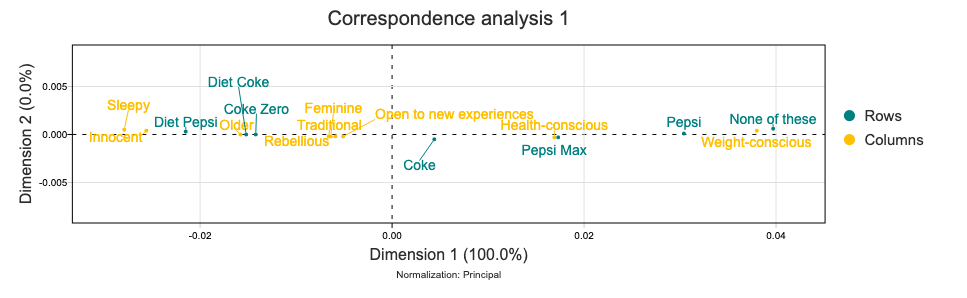 Correspondence analysis 1
Dimension 2 (0.0%)
0.005
0.000
-0.005
Diet Coke
Sleepy
Coke Zero
Feminine
Open to new experiences
Diet Pepsi
Older
Traditional
Health-conscious
Pepsi
None of these
Innocent
Rebellious
Weight-conscious
Pepsi Max
Coke
Rows
Columns
-0.02
0.00
0.02
0.04
Dimension 1 (100.0%)
Normalization: Principal